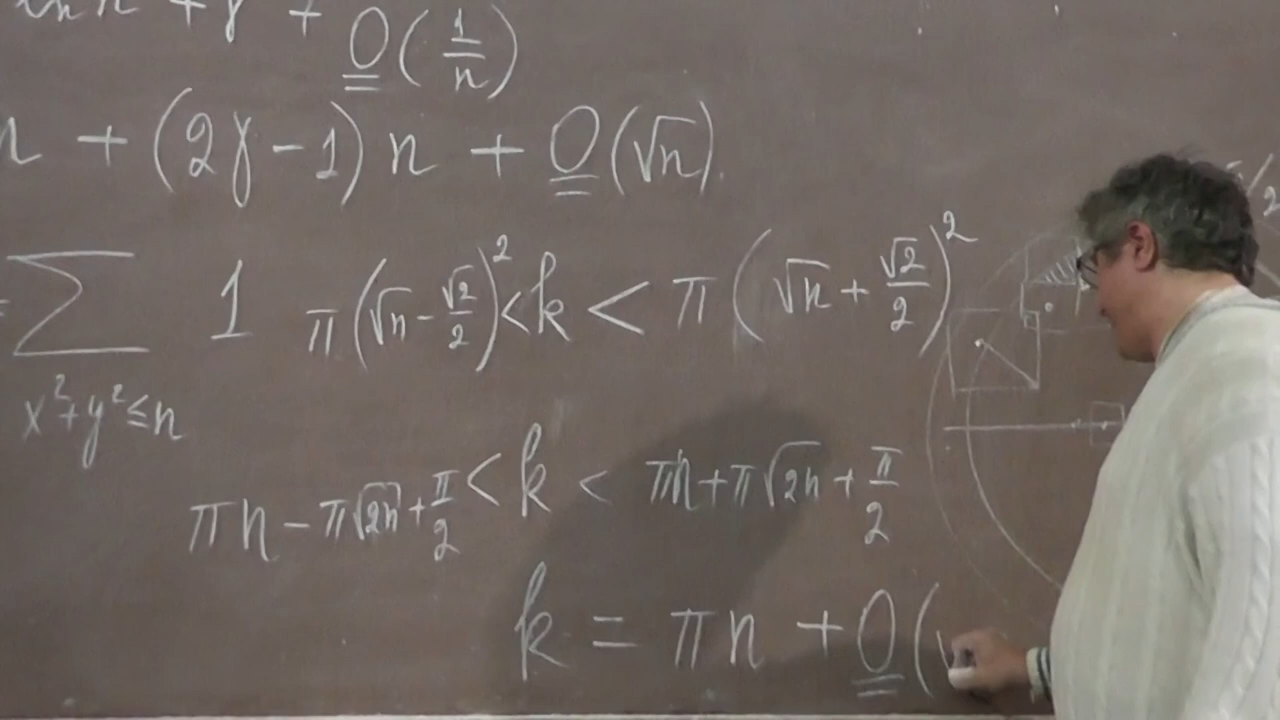 ln n + γ + O(1/n)
n + (2γ-1)n + O(√n).
= ∑ 1 π(√n - √2/2)² < k < π(√n + √2/2)²
x²+y²≤n
πn - π√2n + π/2 < k < πn + π√2n + π/2
k = πn + O(